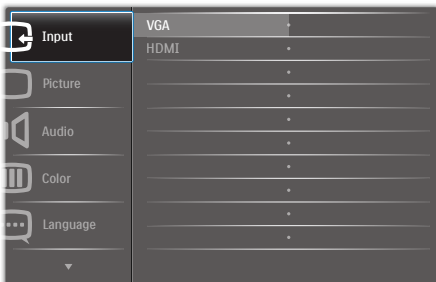 Input
Picture
Audio
Color
Language
VGA
HDMI